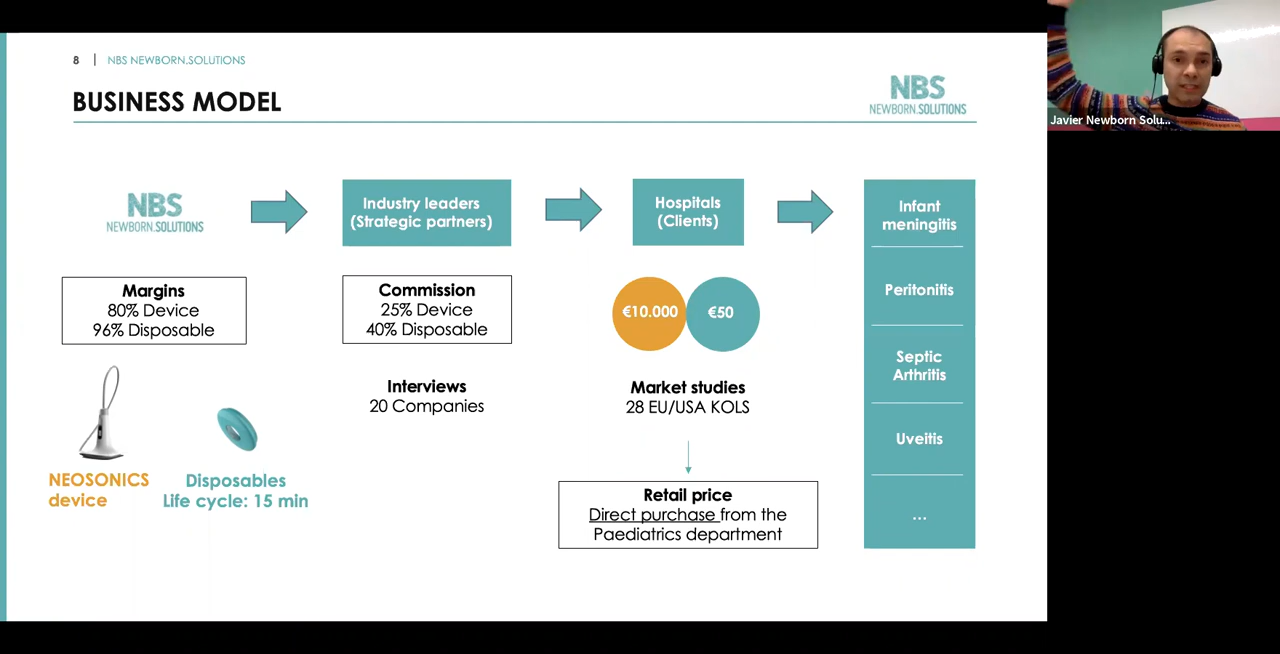 8 | NBS NEWBORN.SOLUTIONS
BUSINESS MODEL
NBS
NEWBORN.SOLUTIONS
Javier Newborn Solu...
NBS
NEWBORN.SOLUTIONS
Industry leaders
(Strategic partners)
Hospitals
(Clients)
Infant
meningitis
Peritonitis
Septic
Arthritis
Uveitis
...
Margins
80% Device
96% Disposable
Commission
25% Device
40% Disposable
€10.000
€50
Interviews
20 Companies
Market studies
28 EU/USA KOLS
NEOSONICS
device
Disposables
Life cycle: 15 min
Retail price
Direct purchase from the
Paediatrics department